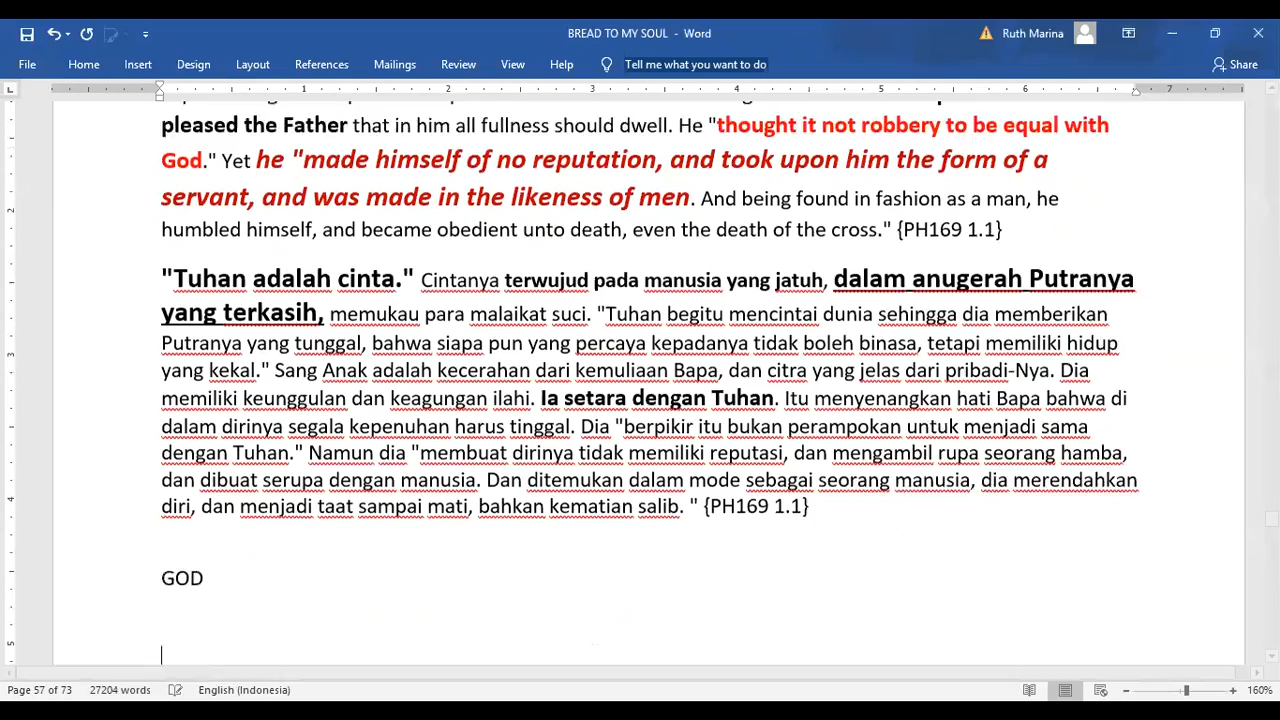 BREAD TO MY SOUL - Word
Ruth Marina
File Home Insert Design Layout References Mailings Review View Help Tell me what you want to do Share
1 2 3 4 5 6 7
pleased the Father that in him all fullness should dwell. He "thought it not robbery to be equal with
God." Yet he "made himself of no reputation, and took upon him the form of a
servant, and was made in the likeness of men. And being found in fashion as a man, he
humbled himself, and became obedient unto death, even the death of the cross." {PH169 1.1}
"Tuhan adalah cinta." Cintanya terwujud pada manusia yang jatuh, dalam anugerah Putranya
yang terkasih, memukau para malaikat suci. "Tuhan begitu mencintai dunia sehingga dia memberikan
Putranya yang tunggal, bahwa siapa pun yang percaya kepadanya tidak boleh binasa, tetapi memiliki hidup
yang kekal." Sang Anak adalah kecerahan dari kemuliaan Bapa, dan citra yang jelas dari pribadi-Nya. Dia
memiliki keunggulan dan keagungan ilahi. Ia setara dengan Tuhan. Itu menyenangkan hati Bapa bahwa di
dalam dirinya segala kepenuhan harus tinggal. Dia "berpikir itu bukan perampokan untuk menjadi sama
dengan Tuhan." Namun dia "membuat dirinya tidak memiliki reputasi, dan mengambil rupa seorang hamba,
dan dibuat serupa dengan manusia. Dan ditemukan dalam mode sebagai seorang manusia, dia merendahkan
diri, dan menjadi taat sampai mati, bahkan kematian salib. " {PH169 1.1}
GOD
2
3
4
5
Page 57 of 73 27204 words English (Indonesia) 160%